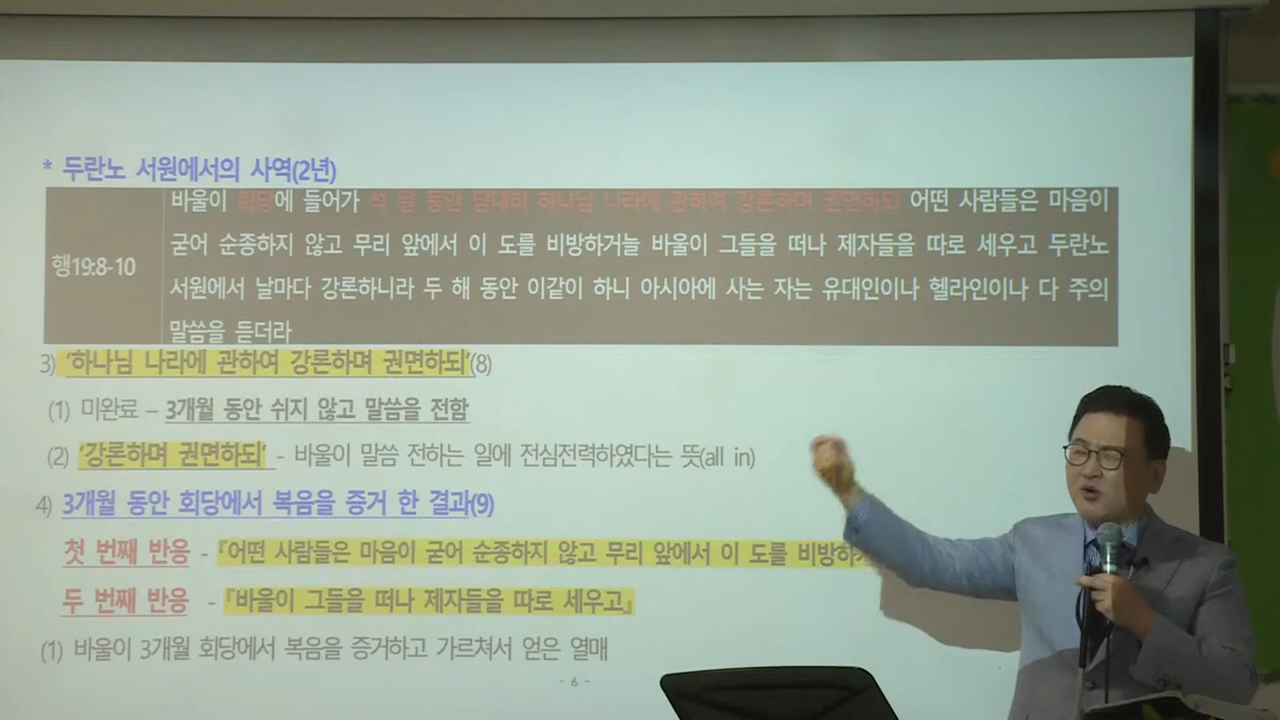 * 두란노 서원에서의 사역(2년)
행19:8-10
바울이 회당에 들어가 석 달 동안 담대히 하나님 나라에 관하여 강론하며 권면하되 어떤 사람들은 마음이
굳어 순종하지 않고 무리 앞에서 이 도를 비방하거늘 바울이 그들을 떠나 제자들을 따로 세우고 두란노
서원에서 날마다 강론하니라 두 해 동안 이같이 하니 아시아에 사는 자는 유대인이나 헬라인이나 다 주의
말씀을 듣더라
3) '하나님 나라에 관하여 강론하며 권면하되'(8)
(1) 미완료 – 3개월 동안 쉬지 않고 말씀을 전함
(2) '강론하며 권면하되' - 바울이 말씀 전하는 일에 전심전력하였다는 뜻(all in)
4) 3개월 동안 회당에서 복음을 증거 한 결과(9)
첫 번째 반응 - 『어떤 사람들은 마음이 굳어 순종하지 않고 무리 앞에서 이 도를
두 번째 반응 - 『바울이 그들을 떠나 제자들을 따로 세우고』
(1) 바울이 3개월 회당에서 복음을 증거하고 가르쳐서 얻은 열매
- 6 -